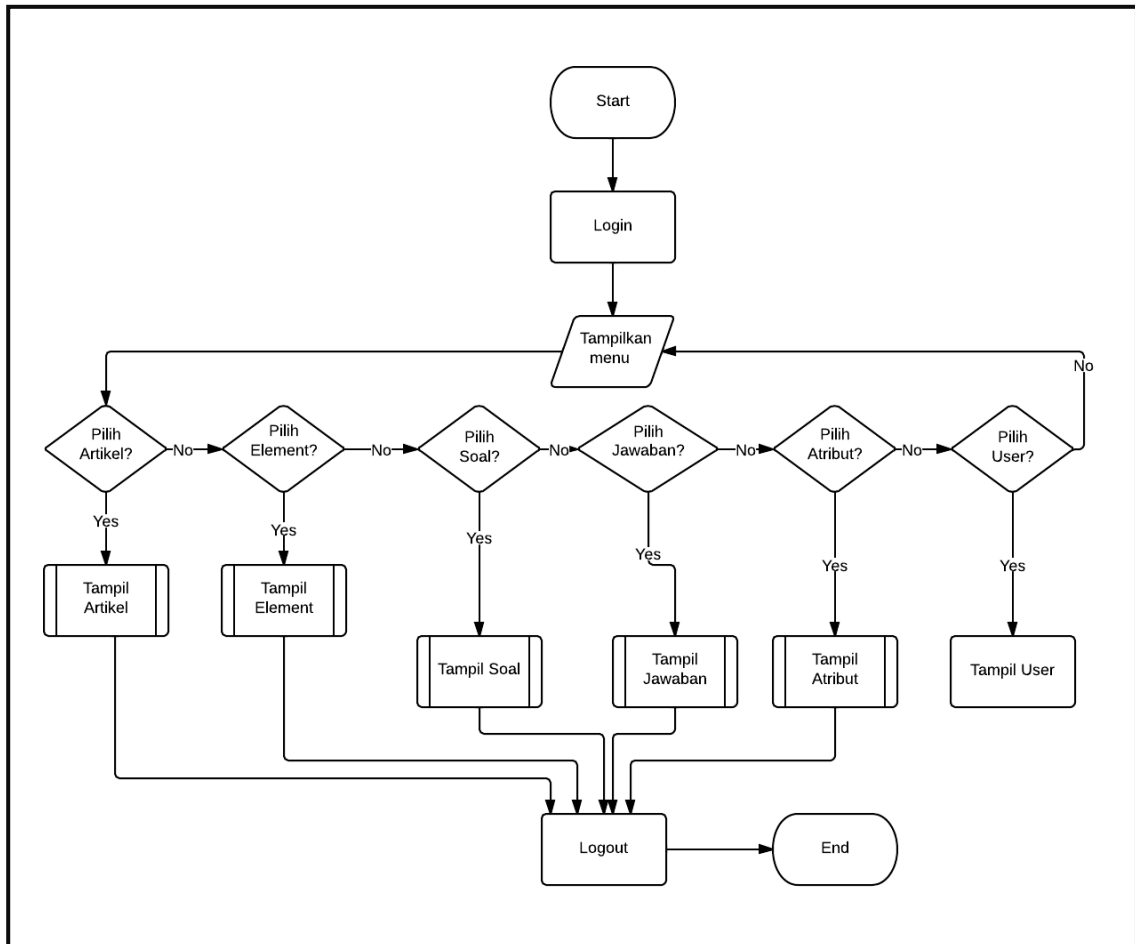 Start
Login
Tampilkan
menu
No
Pilih
Artikel?
No
Pilih
Element?
No
Pilih
Soal?
No
Pilih
Jawaban?
No
Pilih
Atribut?
No
Pilih
User?
Yes
Yes
Yes
Yes
Yes
Yes
Tampil
Artikel
Tampil
Element
Tampil Soal
Tampil
Jawaban
Tampil
Atribut
Tampil User
Logout
End